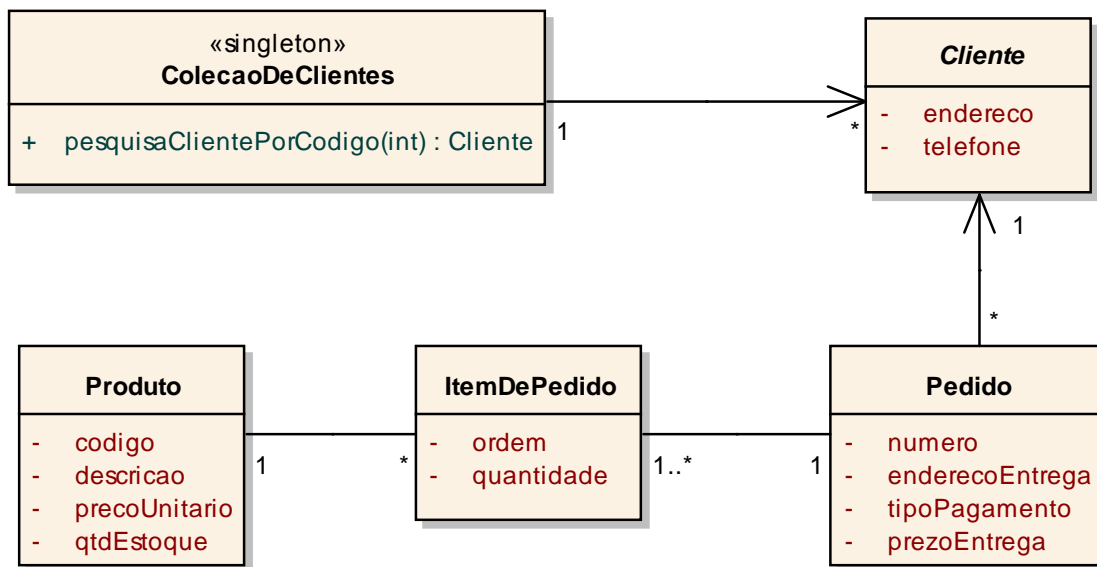 «singleton»
ColecaoDeClientes
+ pesquisaClientePorCodigo(int) : Cliente
1
*
Cliente
- endereco
- telefone
1
*
Produto
- codigo
- descricao
- precoUnitario
- qtdEstoque
1
*
ItemDePedido
- ordem
- quantidade
1..*
1
Pedido
- numero
- enderecoEntrega
- tipoPagamento
- prezoEntrega